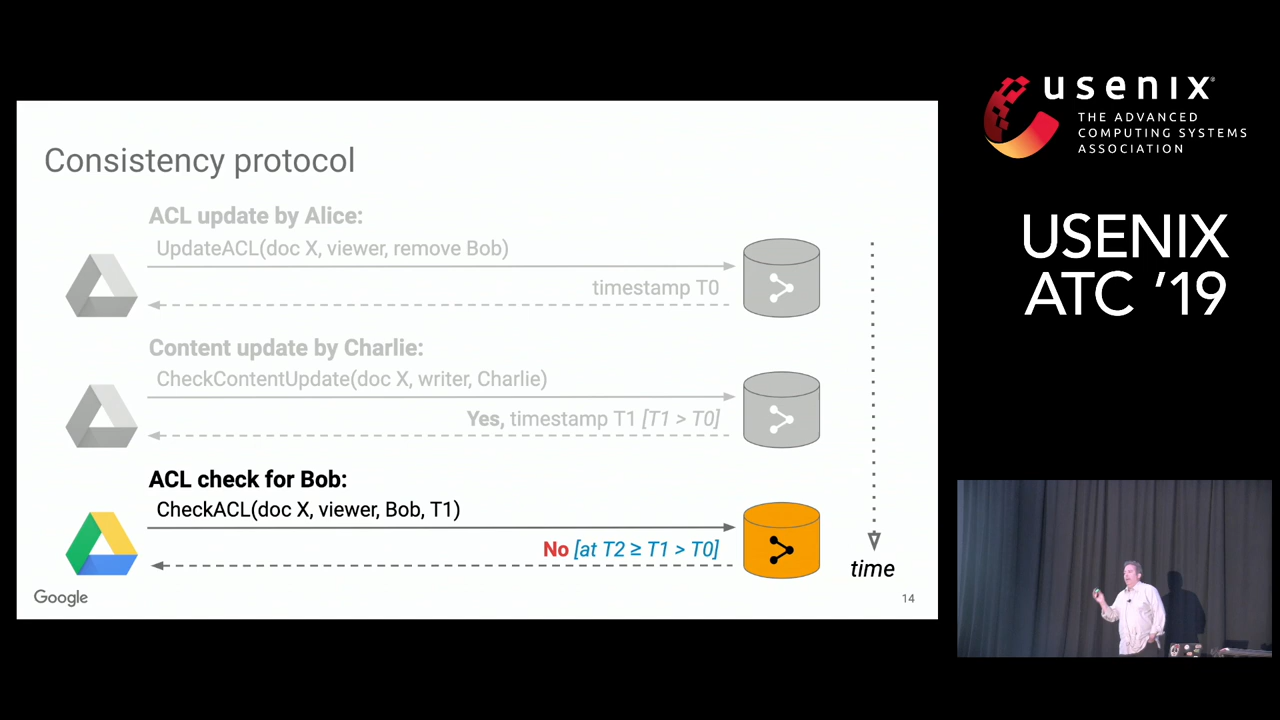 Consistency protocol
ACL update by Alice:
UpdateACL(doc X, viewer, remove Bob)
timestamp T0
Content update by Charlie:
CheckContentUpdate(doc X, writer, Charlie)
Yes, timestamp T1 [T1 > T0]
ACL check for Bob:
CheckACL(doc X, viewer, Bob, T1)
No [at T2 ≥ T1 > T0]
time
Google
14
usenix®
THE ADVANCED
COMPUTING SYSTEMS
ASSOCIATION
USENIX
ATC '19